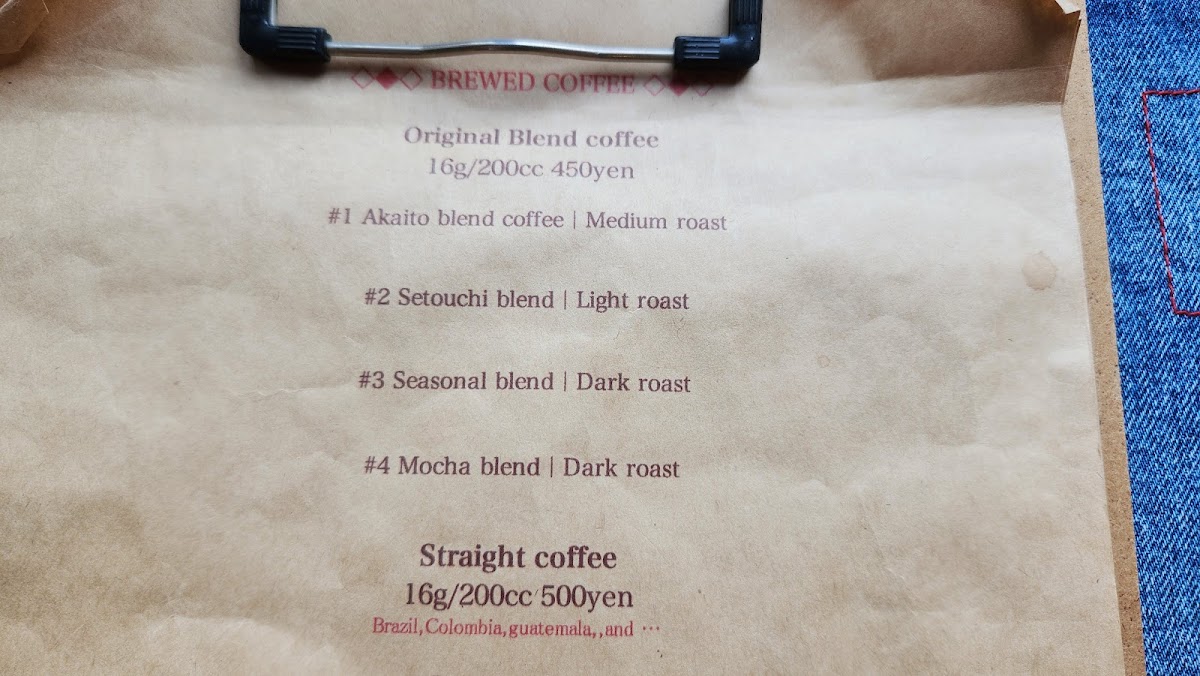 ◇◆◇ BREWED COFFEE ◇◆◇
Original Blend coffee
16g/200cc 450yen
#1 Akaito blend coffee | Medium roast
#2 Setouchi blend | Light roast
#3 Seasonal blend | Dark roast
#4 Mocha blend | Dark roast
Straight coffee
16g/200cc 500yen
Brazil,Colombia,guatemala,,and ⋯